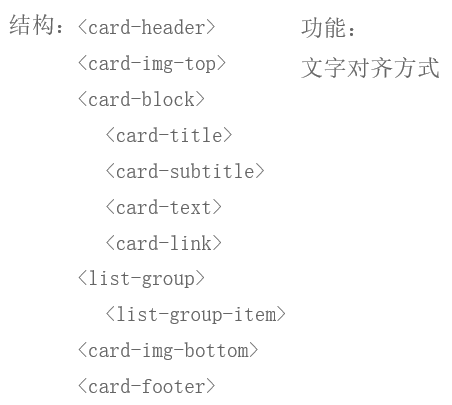 结构：<card-header>
<card-img-top>
<card-block>
<card-title>
<card-subtitle>
<card-text>
<card-link>
<list-group>
<list-group-item>
<card-img-bottom>
<card-footer>
功能：
文字对齐方式